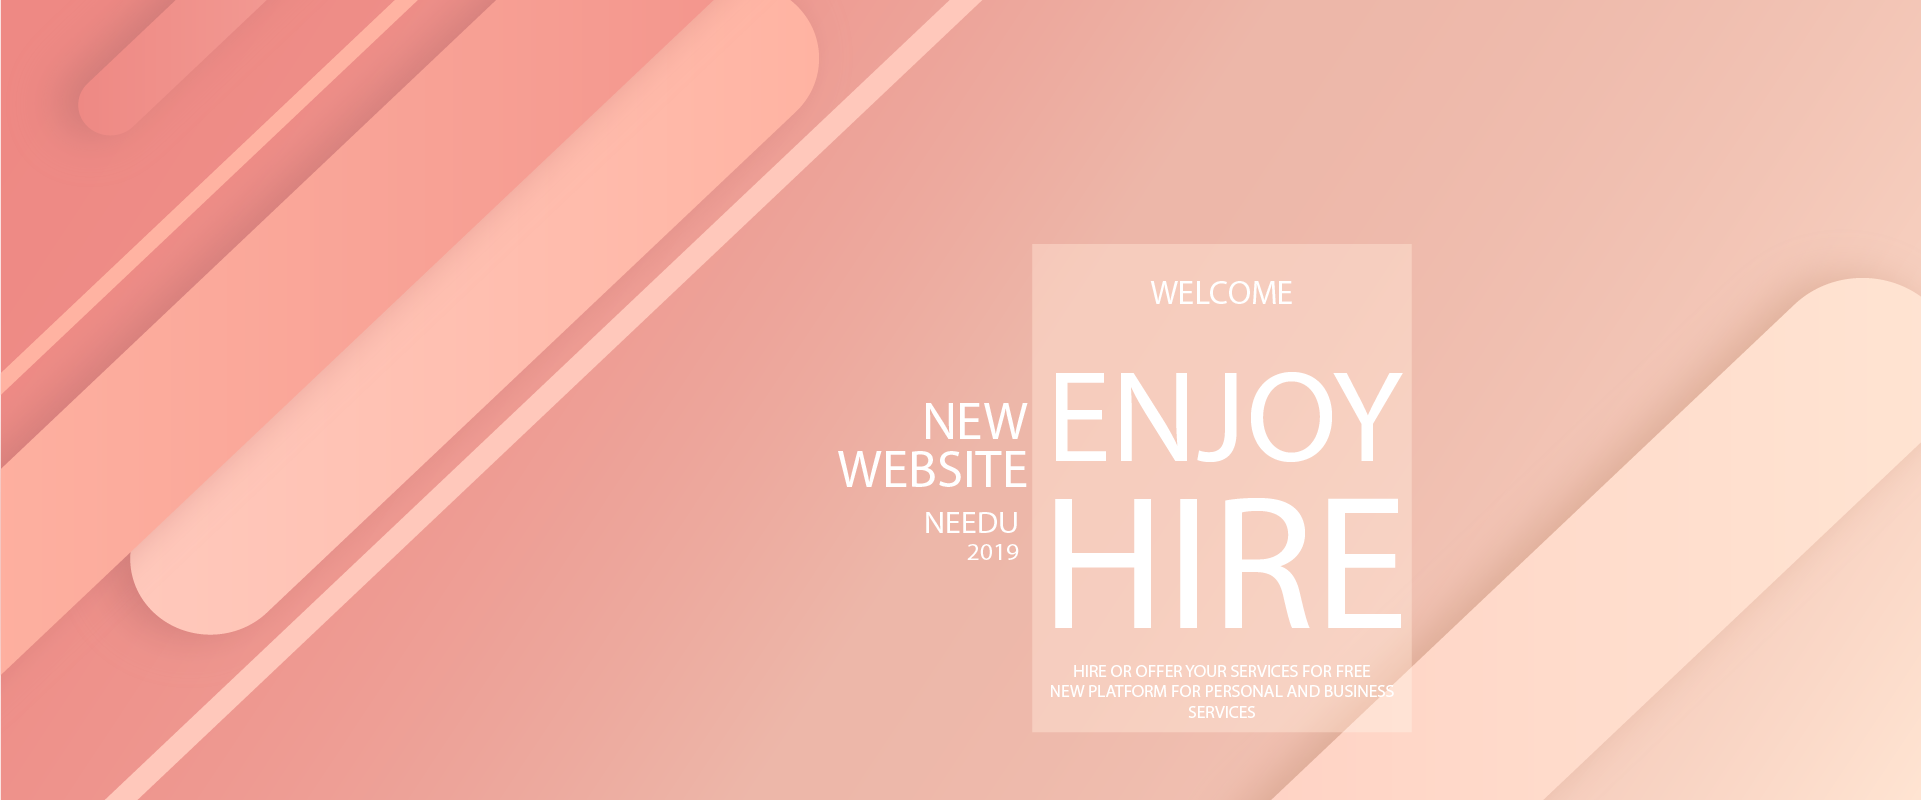 NEW
WEBSITE
NEEDU
2019
WELCOME
ENJOY
HIRE
HIRE OR OFFER YOUR SERVICES FOR FREE
NEW PLATFORM FOR PERSONAL AND BUSINESS
SERVICES